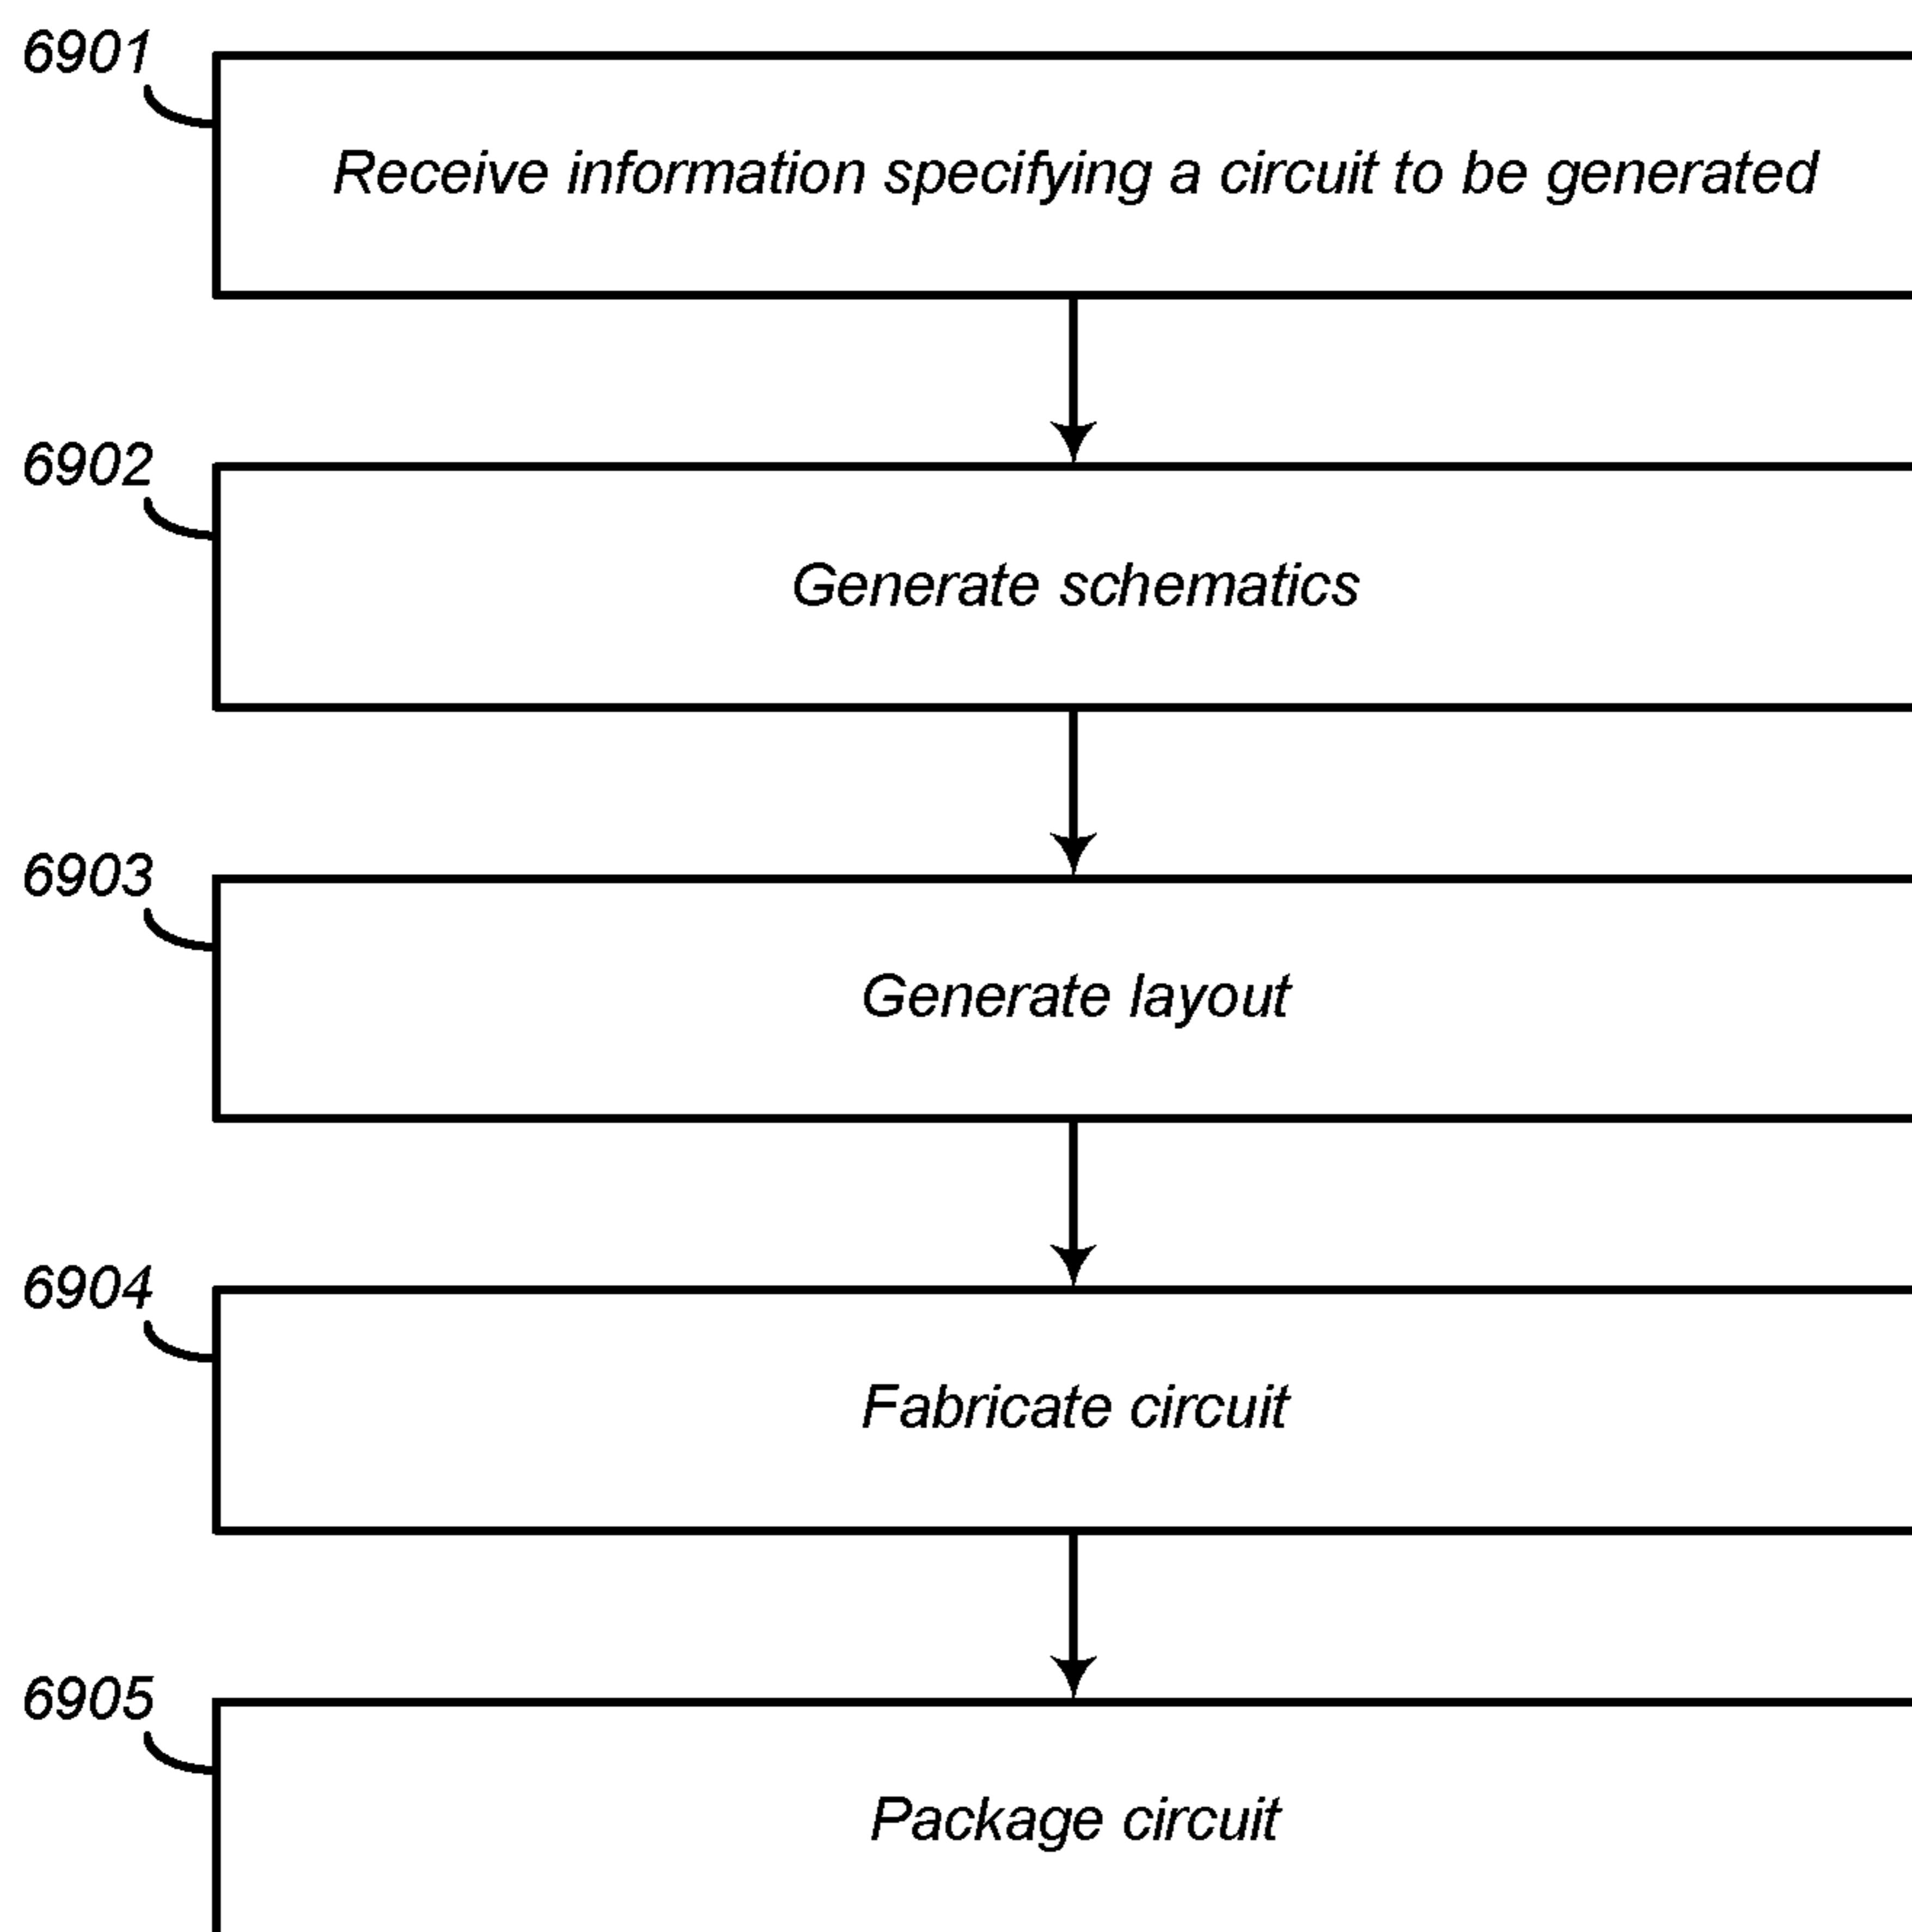 6901
Receive information specifying a circuit to be generated
6902
Generate schematics
6903
Generate layout
6904
Fabricate circuit
6905
Package circuit